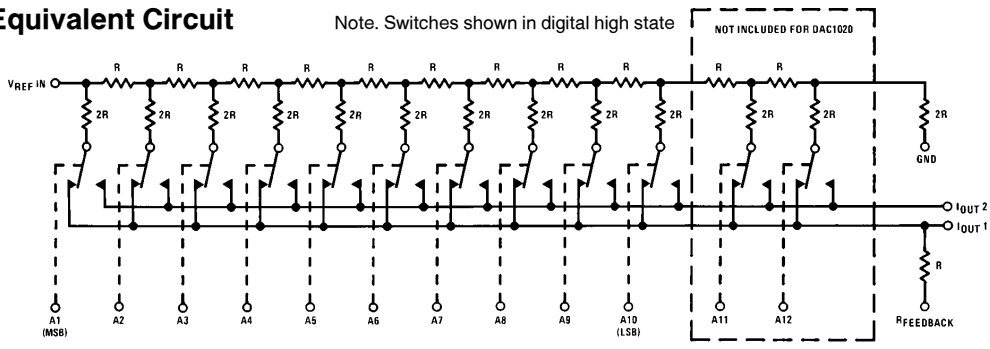 Equivalent Circuit
Note. Switches shown in digital high state
NOT INCLUDED FOR DAC1020
R R R R R R R R R R R
VREF IN
2R 2R 2R 2R 2R 2R 2R 2R 2R 2R 2R 2R 2R
GND
IOUT 2
IOUT 1
R
A1 A2 A3 A4 A5 A6 A7 A8 A9 A10 A11 A12 RFEEDBACK
(MSB) (LSB)